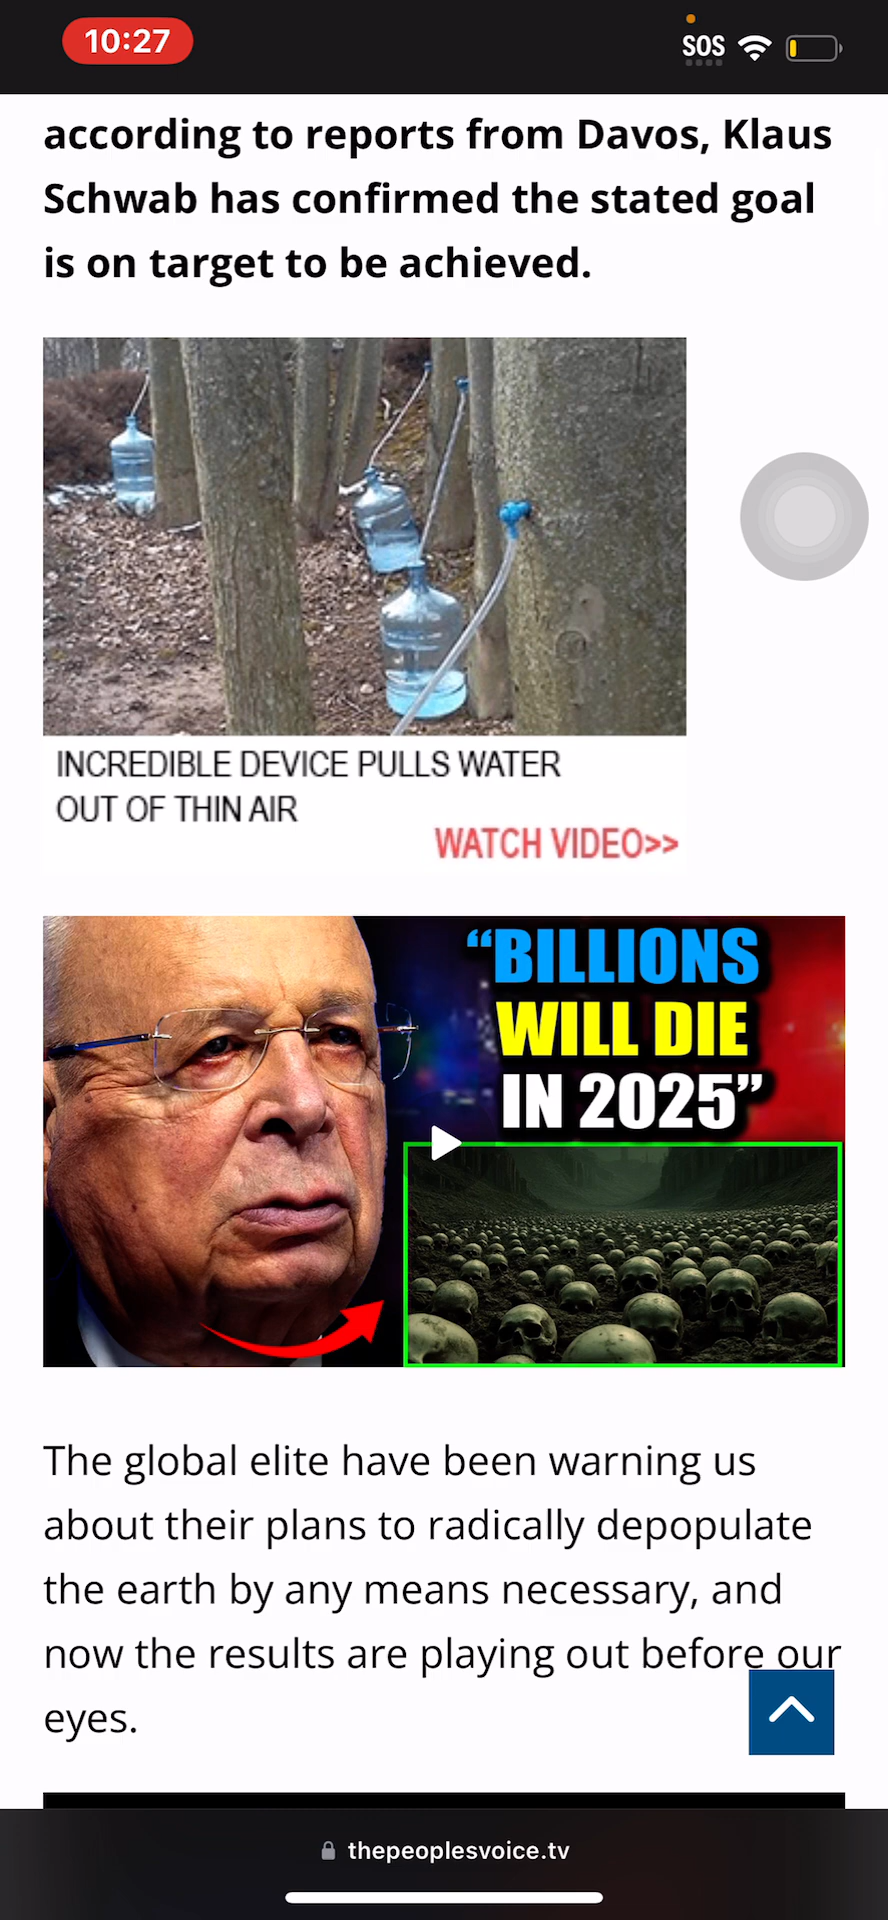 10:27
SOS
according to reports from Davos, Klaus
Schwab has confirmed the stated goal
is on target to be achieved.
INCREDIBLE DEVICE PULLS WATER
OUT OF THIN AIR
WATCH VIDEO>>
“BILLIONS
WILL DIE
IN 2025”
The global elite have been warning us
about their plans to radically depopulate
the earth by any means necessary, and
now the results are playing out before our
eyes.
thepeoplesvoice.tv